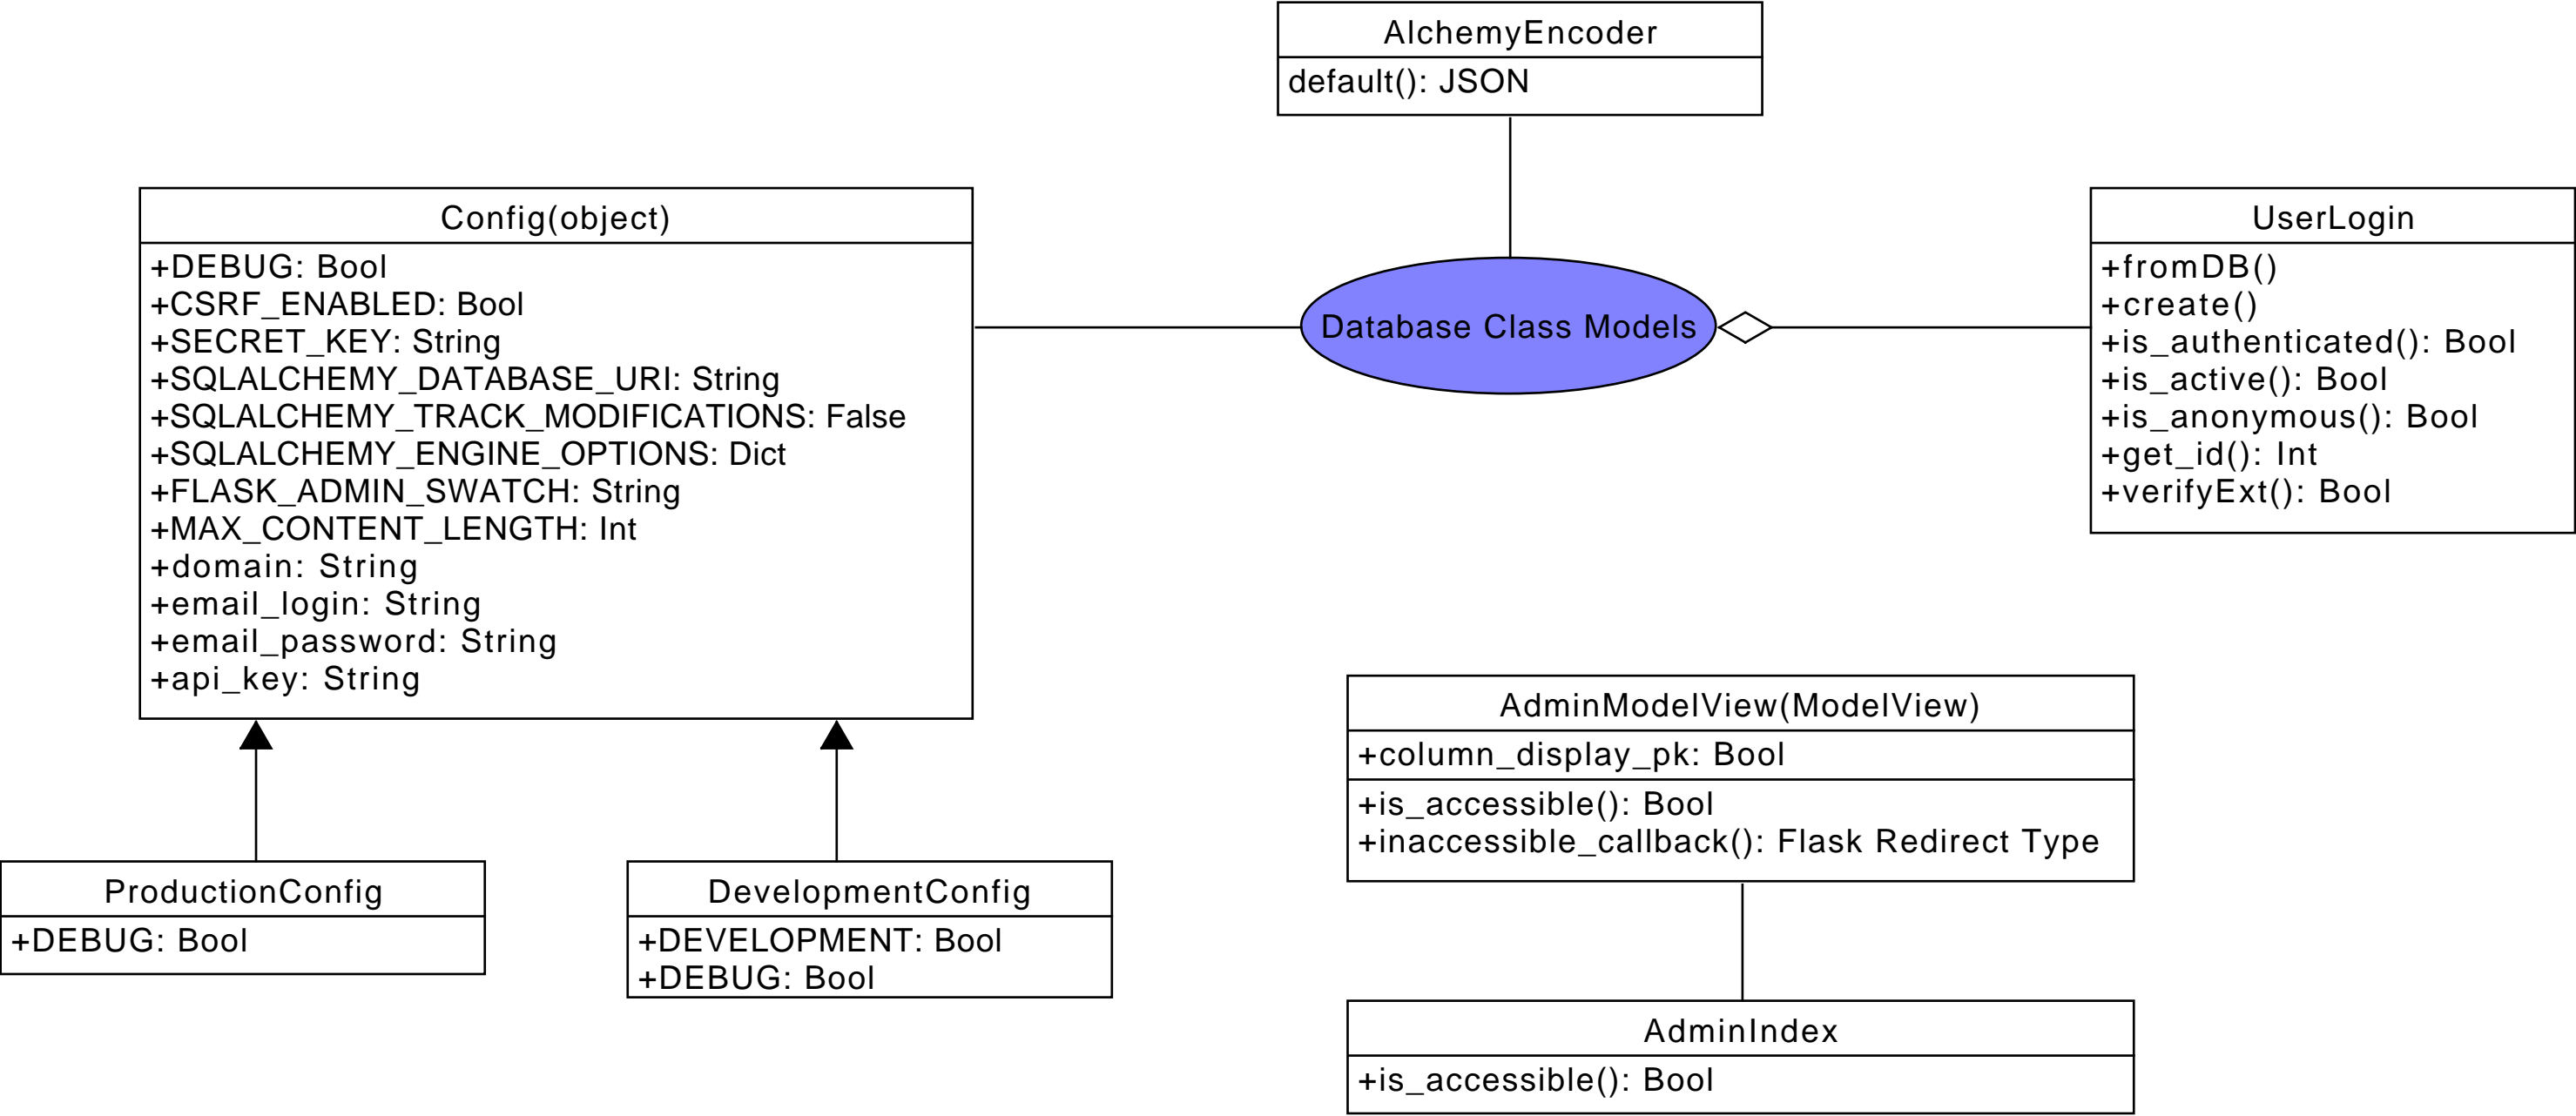 AlchemyEncoder
default(): JSON
Config(object)
+DEBUG: Bool
+CSRF_ENABLED: Bool
+SECRET_KEY: String
+SQLALCHEMY_DATABASE_URI: String
+SQLALCHEMY_TRACK_MODIFICATIONS: False
+SQLALCHEMY_ENGINE_OPTIONS: Dict
+FLASK_ADMIN_SWATCH: String
+MAX_CONTENT_LENGTH: Int
+domain: String
+email_login: String
+email_password: String
+api_key: String
Database Class Models
UserLogin
+fromDB()
+create()
+is_authenticated(): Bool
+is_active(): Bool
+is_anonymous(): Bool
+get_id(): Int
+verifyExt(): Bool
ProductionConfig
+DEBUG: Bool
DevelopmentConfig
+DEVELOPMENT: Bool
+DEBUG: Bool
AdminModelView(ModelView)
+column_display_pk: Bool
+is_accessible(): Bool
+inaccessible_callback(): Flask Redirect Type
AdminIndex
+is_accessible(): Bool